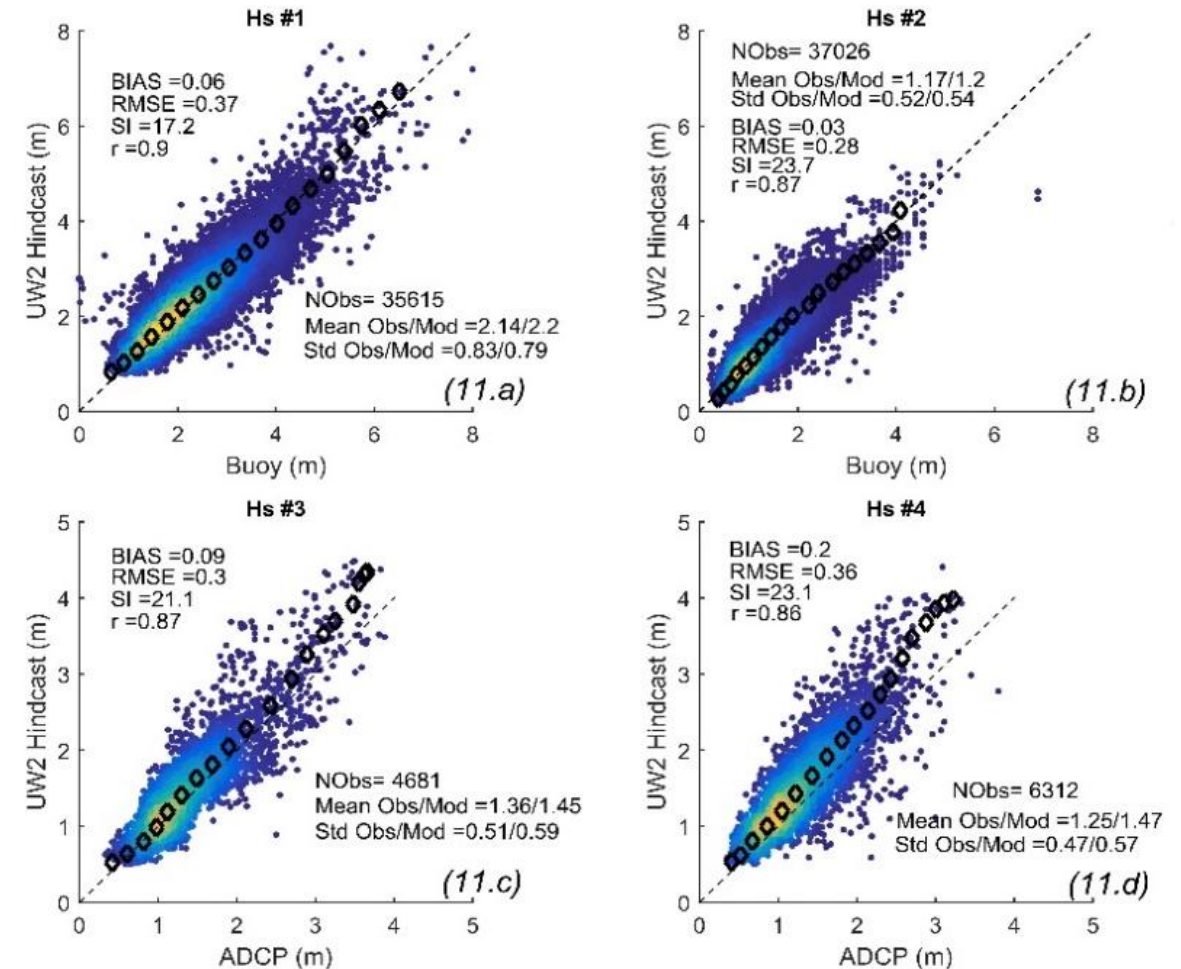 Hs #1
8
6
4
2
0
UW2 Hindcast (m)
BIAS =0.06
RMSE =0.37
SI =17.2
r =0.9
NObs= 35615
Mean Obs/Mod =2.14/2.2
Std Obs/Mod =0.83/0.79
(11.a)
0 2 4 6 8
Buoy (m)
Hs #2
8
6
4
2
0
UW2 Hindcast (m)
NObs= 37026
Mean Obs/Mod =1.17/1.2
Std Obs/Mod =0.52/0.54
BIAS =0.03
RMSE =0.28
SI =23.7
r =0.87
(11.b)
0 2 4 6 8
Buoy (m)
Hs #3
5
4
3
2
1
0
UW2 Hindcast (m)
BIAS =0.09
RMSE =0.3
SI =21.1
r =0.87
NObs= 4681
Mean Obs/Mod =1.36/1.45
Std Obs/Mod =0.51/0.59
(11.c)
0 1 2 3 4 5
ADCP (m)
Hs #4
5
4
3
2
1
0
UW2 Hindcast (m)
BIAS =0.2
RMSE =0.36
SI =23.1
r =0.86
NObs= 6312
Mean Obs/Mod =1.25/1.47
Std Obs/Mod =0.47/0.57
(11.d)
0 1 2 3 4 5
ADCP (m)